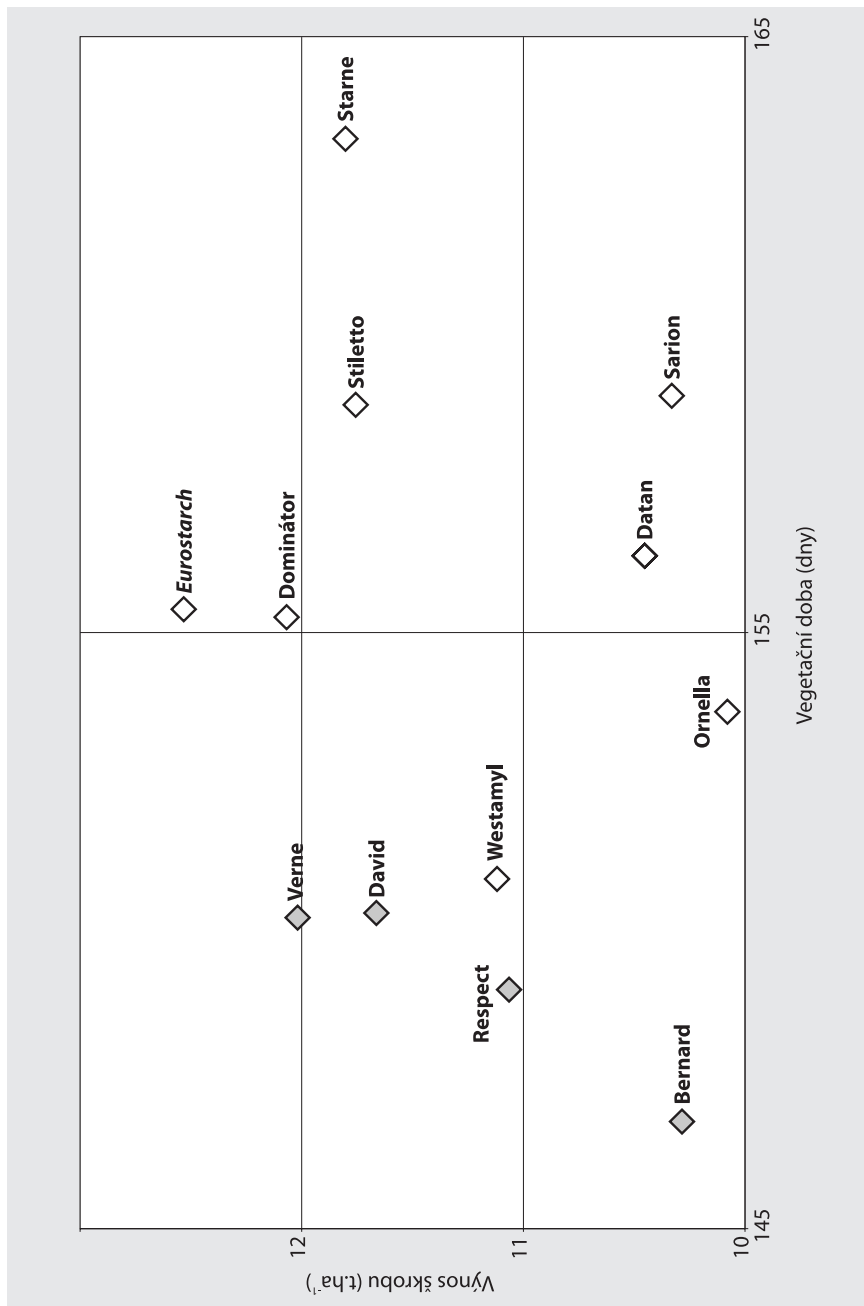 Výnos škrobu (t.ha-1)
12
11
10
Eurostarch
Dominátor
Starne
Stiletto
Verne
David
Westamyl
Respect
Datan
Sarion
Bernard
Ornella
145
155
165
Vegetační doba (dny)